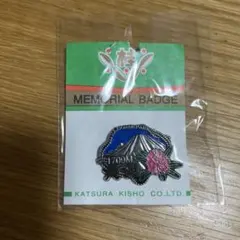 MEMORIAL BADGE
1700M
KATSURA KISHO CO.,LTD.